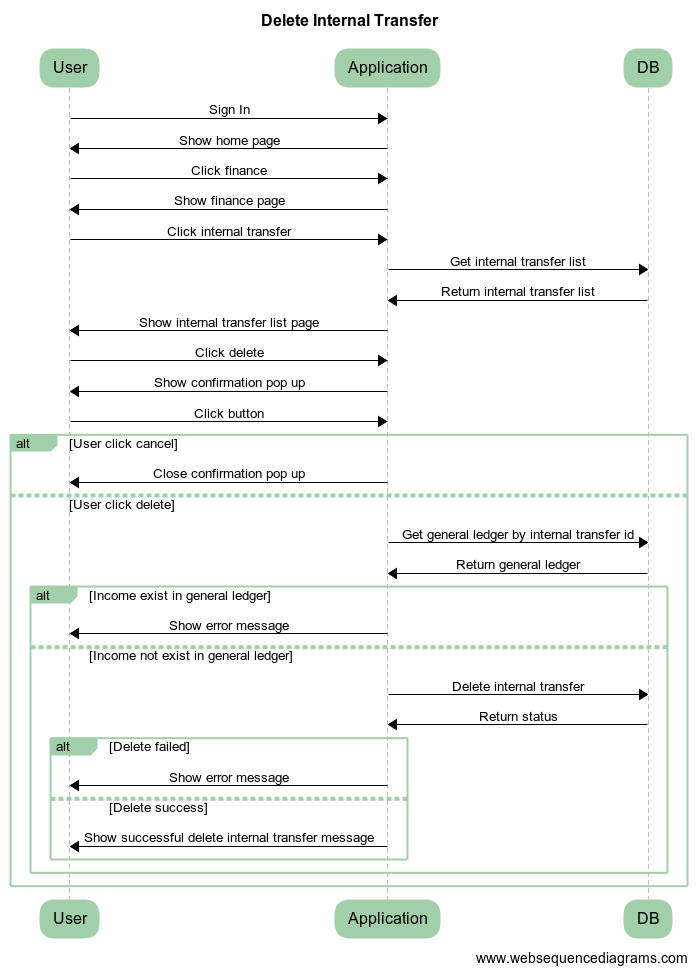 Delete Internal Transfer
User
Application
DB
Sign In
Show home page
Click finance
Show finance page
Click internal transfer
Get internal transfer list
Return internal transfer list
Show internal transfer list page
Click delete
Show confirmation pop up
Click button
alt
[User click cancel]
Close confirmation pop up
[User click delete]
Get general ledger by internal transfer id
Return general ledger
alt
[Income exist in general ledger]
Show error message
[Income not exist in general ledger]
Delete internal transfer
Return status
alt
[Delete failed]
Show error message
[Delete success]
Show successful delete internal transfer message
User
Application
DB
www.websequencediagrams.com